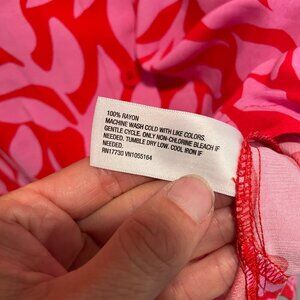 100% RAYON
MACHINE WASH COLD WITH LIKE COLORS,
GENTLE CYCLE. ONLY NON-CHLORINE BLEACH IF
NEEDED. TUMBLE DRY LOW. COOL IRON IF
NEEDED.
RN17730 VN1055164